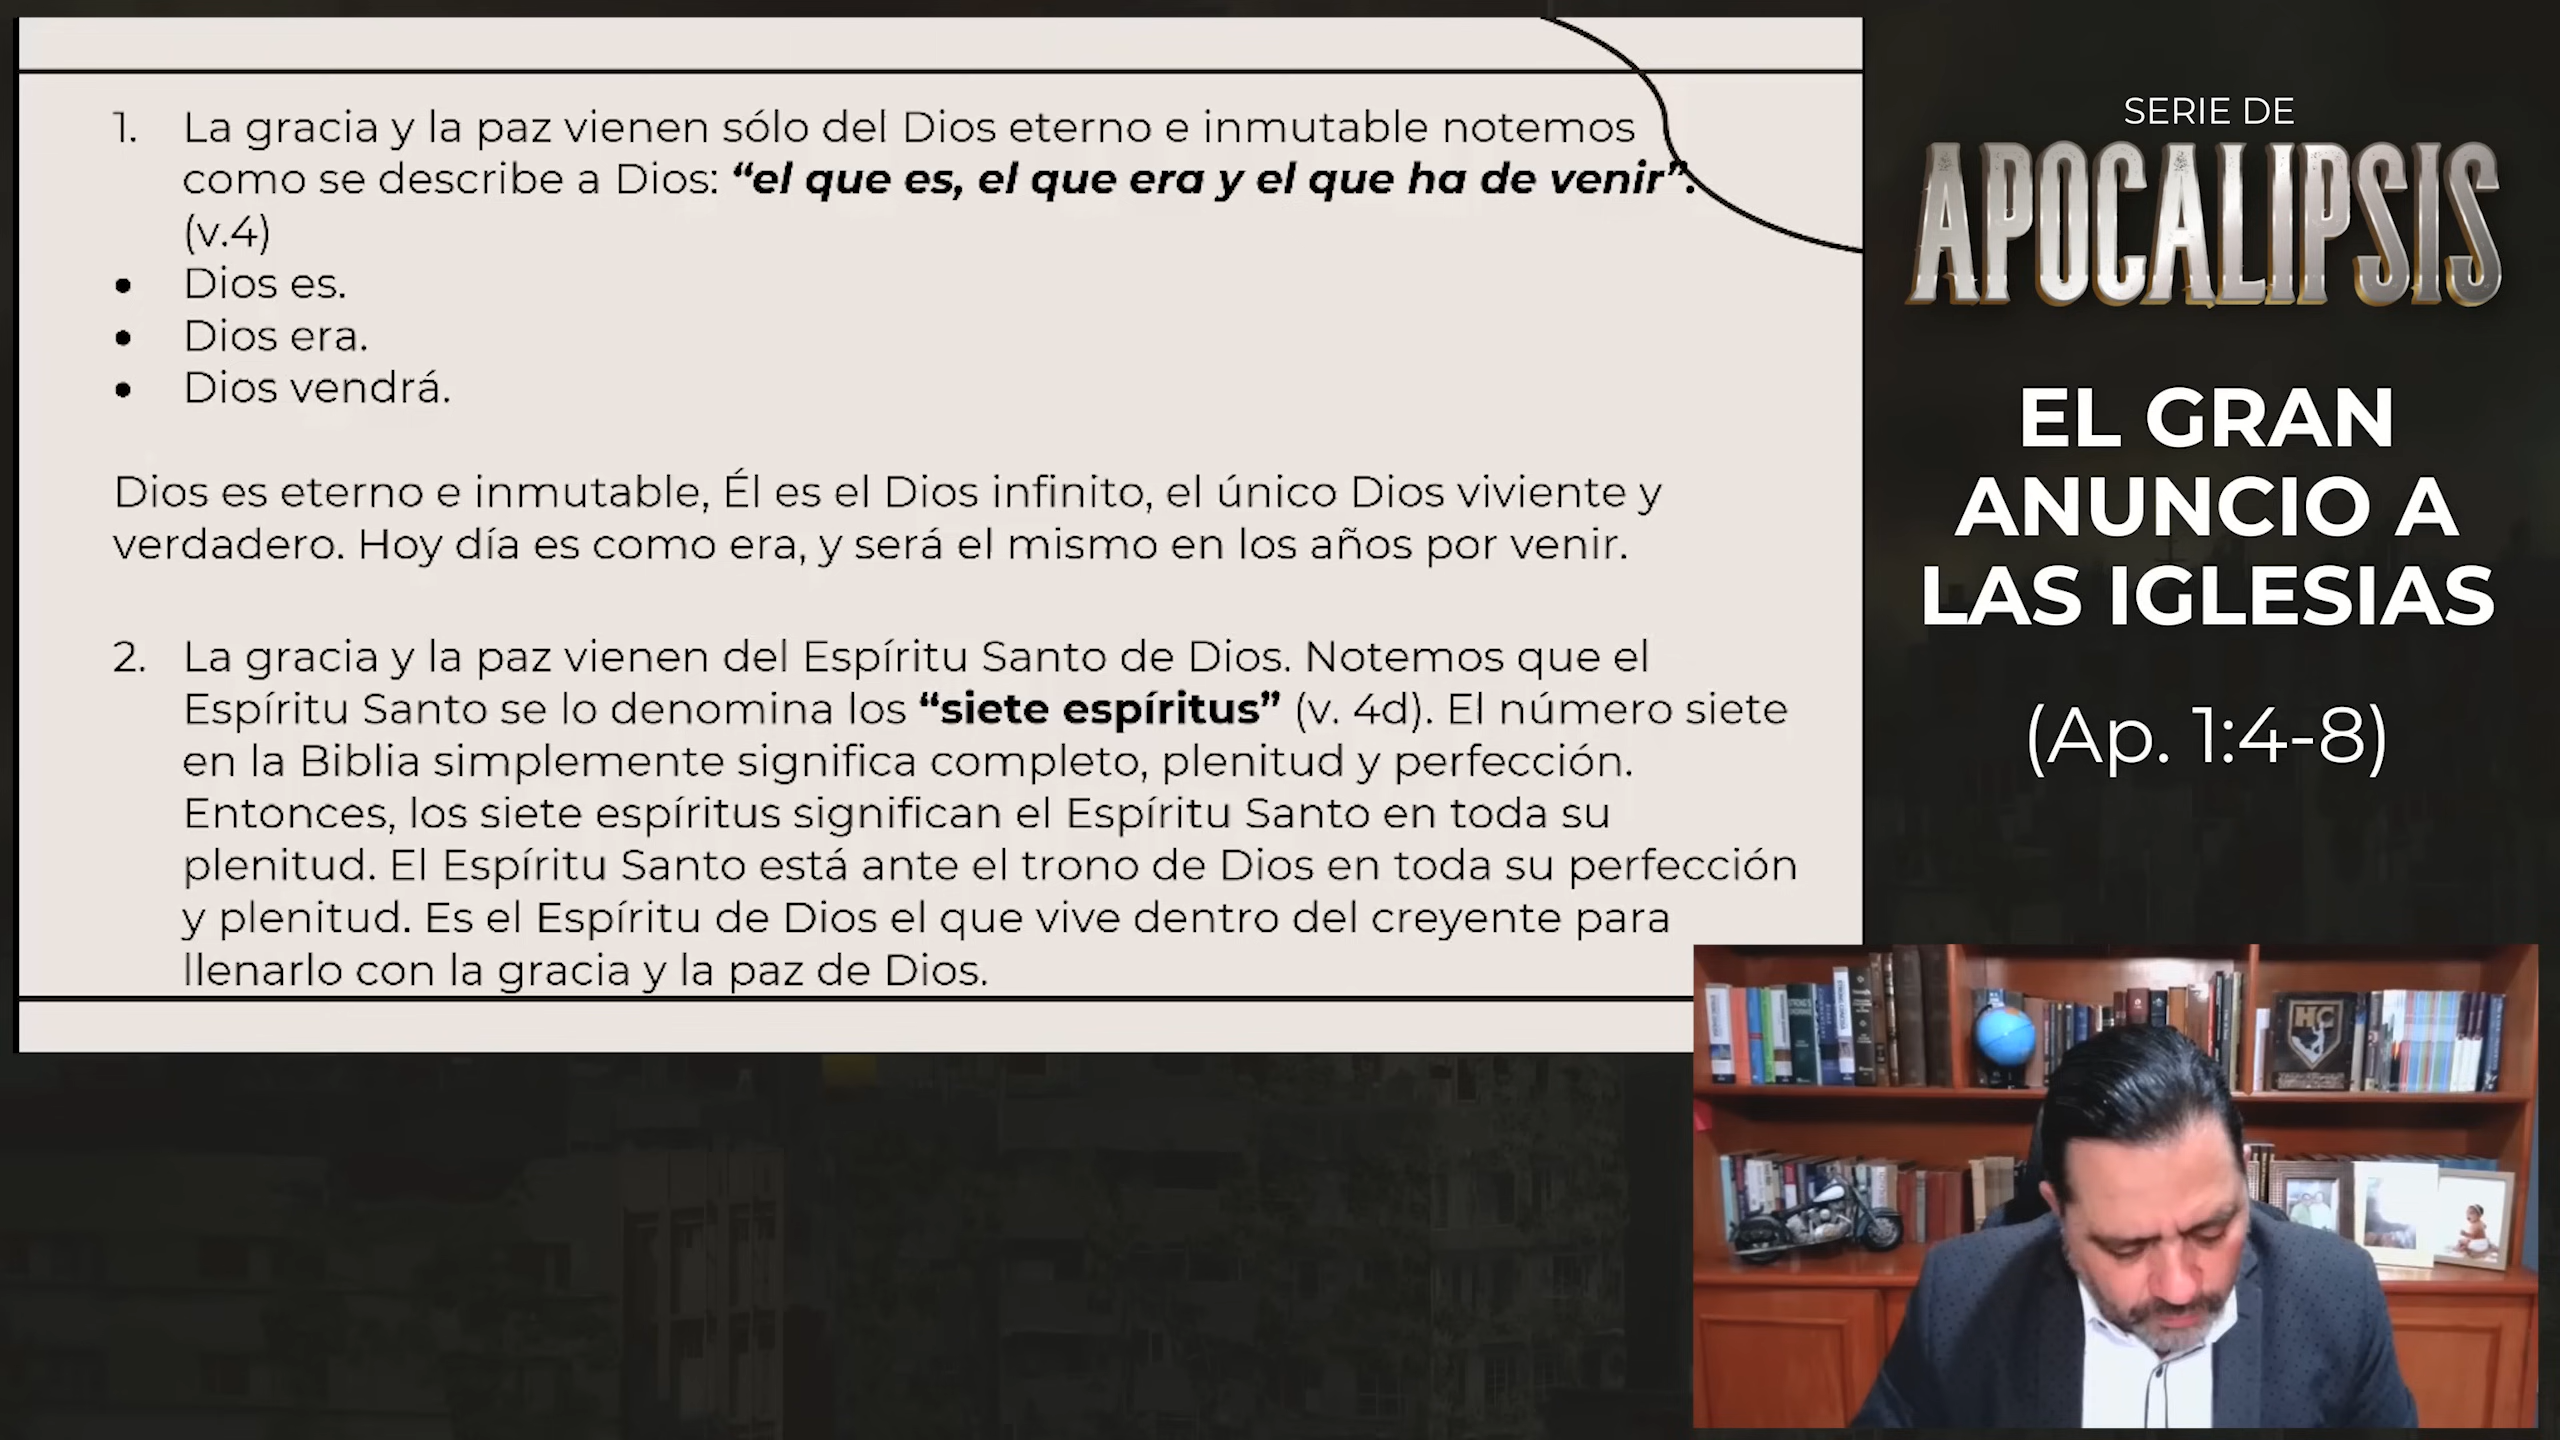 1. La gracia y la paz vienen sólo del Dios eterno e inmutable notemos
como se describe a Dios: “el que es, el que era y el que ha de venir”.
(v.4)
• Dios es.
• Dios era.
• Dios vendrá.
Dios es eterno e inmutable, Él es el Dios infinito, el único Dios viviente y
verdadero. Hoy día es como era, y será el mismo en los años por venir.
2. La gracia y la paz vienen del Espíritu Santo de Dios. Notemos que el
Espíritu Santo se lo denomina los “siete espíritus” (v. 4d). El número siete
en la Biblia simplemente significa completo, plenitud y perfección.
Entonces, los siete espíritus significan el Espíritu Santo en toda su
plenitud. El Espíritu Santo está ante el trono de Dios en toda su perfección
y plenitud. Es el Espíritu de Dios el que vive dentro del creyente para
llenarlo con la gracia y la paz de Dios.
SERIE DE
APOCALIPSIS
EL GRAN
ANUNCIO A
LAS IGLESIAS
(Ap. 1:4-8)
HC